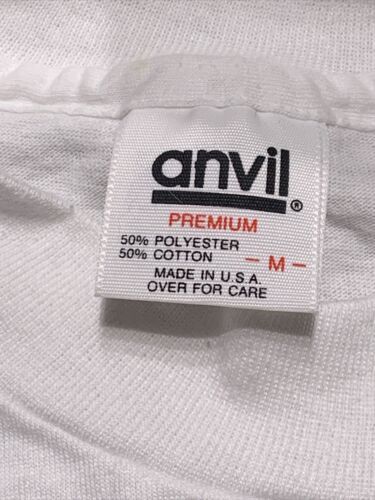 anvil®
PREMIUM
50% POLYESTER
50% COTTON - M -
MADE IN U.S.A.
OVER FOR CARE